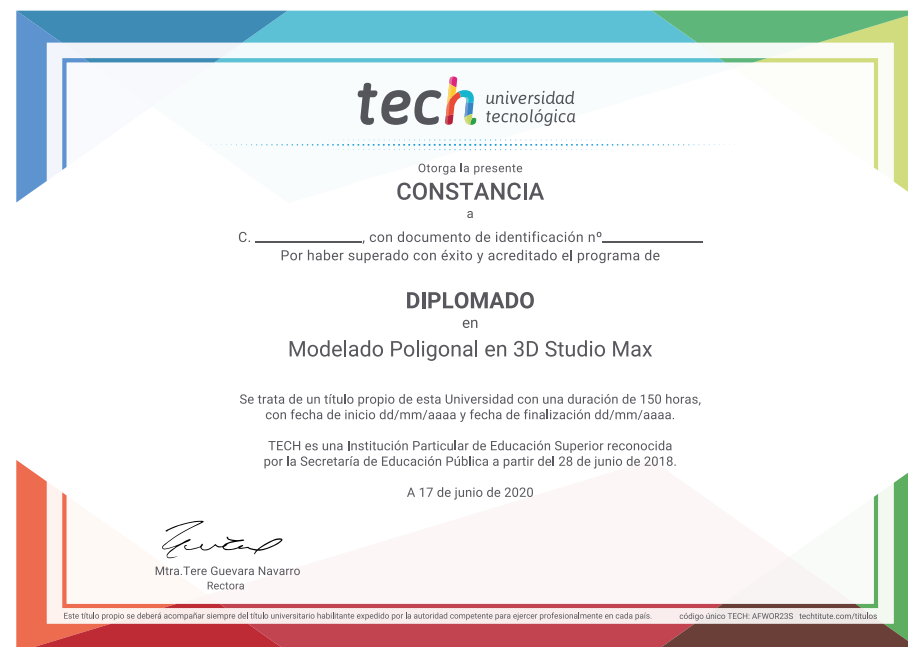 tech universidad
tecnológica
Otorga la presente
CONSTANCIA
a
C. ____________, con documento de identificación nº____________
Por haber superado con éxito y acreditado el programa de
DIPLOMADO
en
Modelado Poligonal en 3D Studio Max
Se trata de un título propio de esta Universidad con una duración de 150 horas,
con fecha de inicio dd/mm/aaaa y fecha de finalización dd/mm/aaaa.
TECH es una Institución Particular de Educación Superior reconocida
por la Secretaría de Educación Pública a partir del 28 de junio de 2018.
A 17 de junio de 2020
Mtra.Tere Guevara Navarro
Rectora
Este título propio se deberá acompañar siempre del título universitario habilitante expedido por la autoridad competente para ejercer profesionalmente en cada país. código único TECH: AFWOR23S techtitute.com/titulos